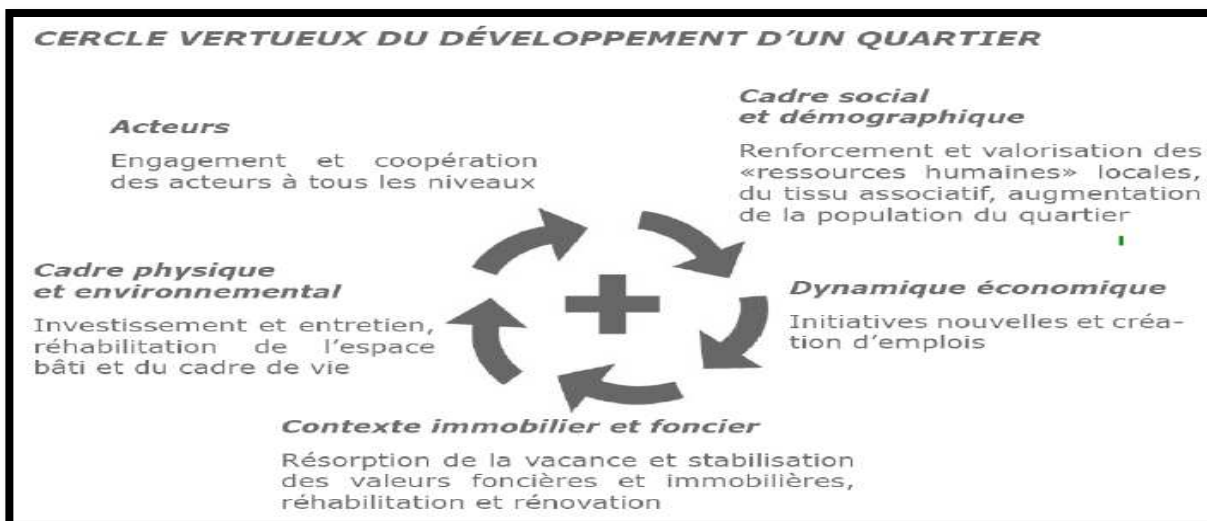 CERCLE VERTUEUX DU DÉVELOPPEMENT D'UN QUARTIER
Acteurs
Engagement et coopération
des acteurs à tous les niveaux
Cadre social
et démographique
Renforcement et valorisation des
«ressources humaines» locales,
du tissu associatif, augmentation
de la population du quartier
Cadre physique
et environnemental
Investissement et entretien,
réhabilitation de l'espace
bâti et du cadre de vie
Dynamique économique
Initiatives nouvelles et créa-
tion d'emplois
Contexte immobilier et foncier
Résorption de la vacance et stabilisation
des valeurs foncières et immobilières,
réhabilitation et rénovation